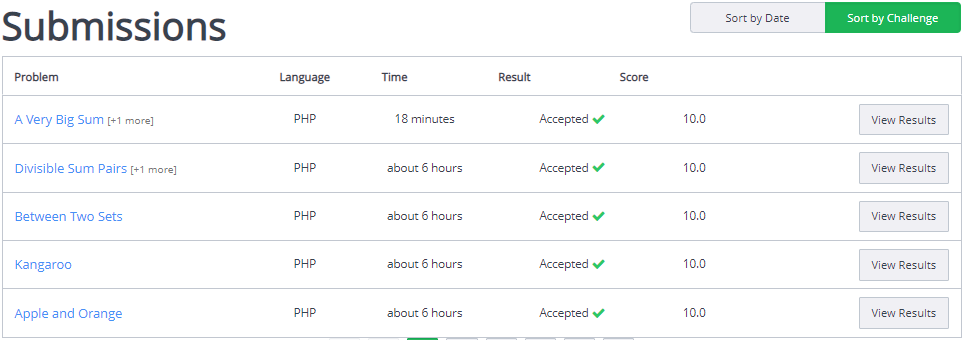 Submissions
Sort by Date Sort by Challenge
Problem Language Time Result Score
A Very Big Sum [+1 more] PHP 18 minutes Accepted 10.0 View Results
Divisible Sum Pairs [+1 more] PHP about 6 hours Accepted 10.0 View Results
Between Two Sets PHP about 6 hours Accepted 10.0 View Results
Kangaroo PHP about 6 hours Accepted 10.0 View Results
Apple and Orange PHP about 6 hours Accepted 10.0 View Results